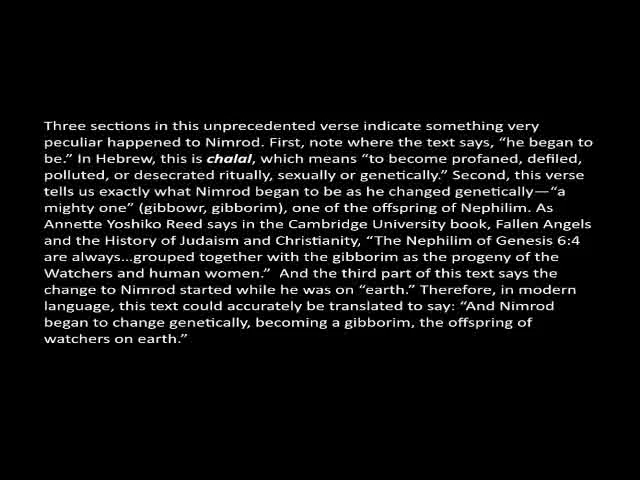 Three sections in this unprecedented verse indicate something very
peculiar happened to Nimrod. First, note where the text says, “he began to
be.” In Hebrew, this is chalal, which means “to become profaned, defiled,
polluted, or desecrated ritually, sexually or genetically.” Second, this verse
tells us exactly what Nimrod began to be as he changed genetically—“a
mighty one” (gibbowr, gibborim), one of the offspring of Nephilim. As
Annette Yoshiko Reed says in the Cambridge University book, Fallen Angels
and the History of Judaism and Christianity, “The Nephilim of Genesis 6:4
are always...grouped together with the gibborim as the progeny of the
Watchers and human women.”  And the third part of this text says the
change to Nimrod started while he was on “earth.” Therefore, in modern
language, this text could accurately be translated to say: “And Nimrod
began to change genetically, becoming a gibborim, the offspring of
watchers on earth.”